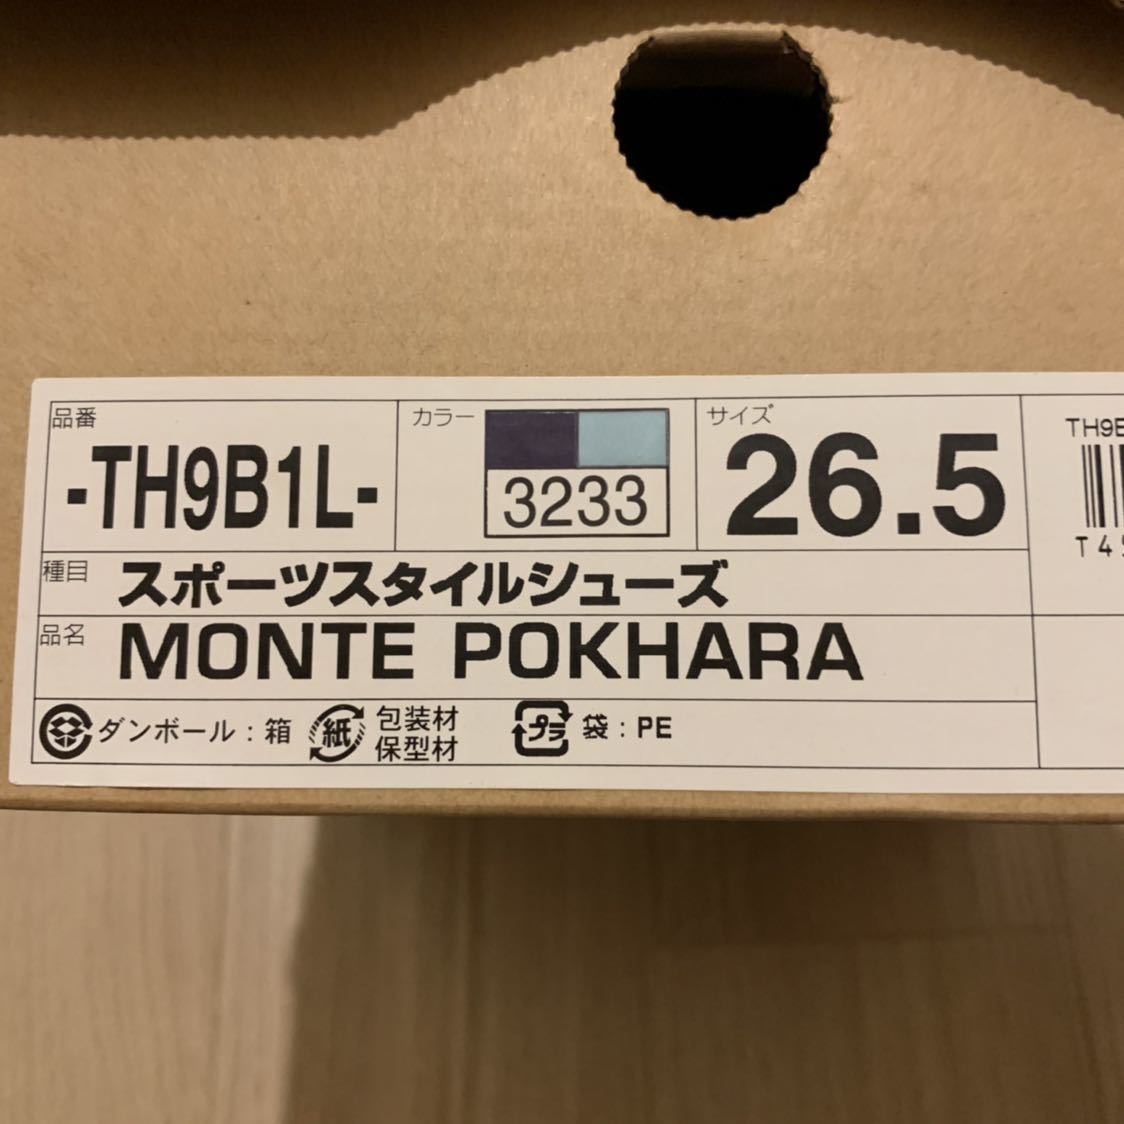 品番 カラー サイズ
-TH9B1L- 3233 26.5
種目 スポーツスタイルシューズ
品名 MONTE POKHARA
ダンボール：箱 紙 包装材 保型材 プラ 袋：PE
TH9
T4